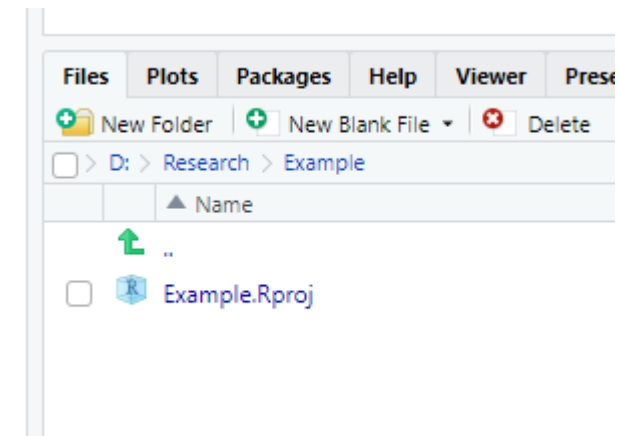 Files Plots Packages Help Viewer
New Folder New Blank File Delete
D: > Research > Example
Name
..
Example.Rproj